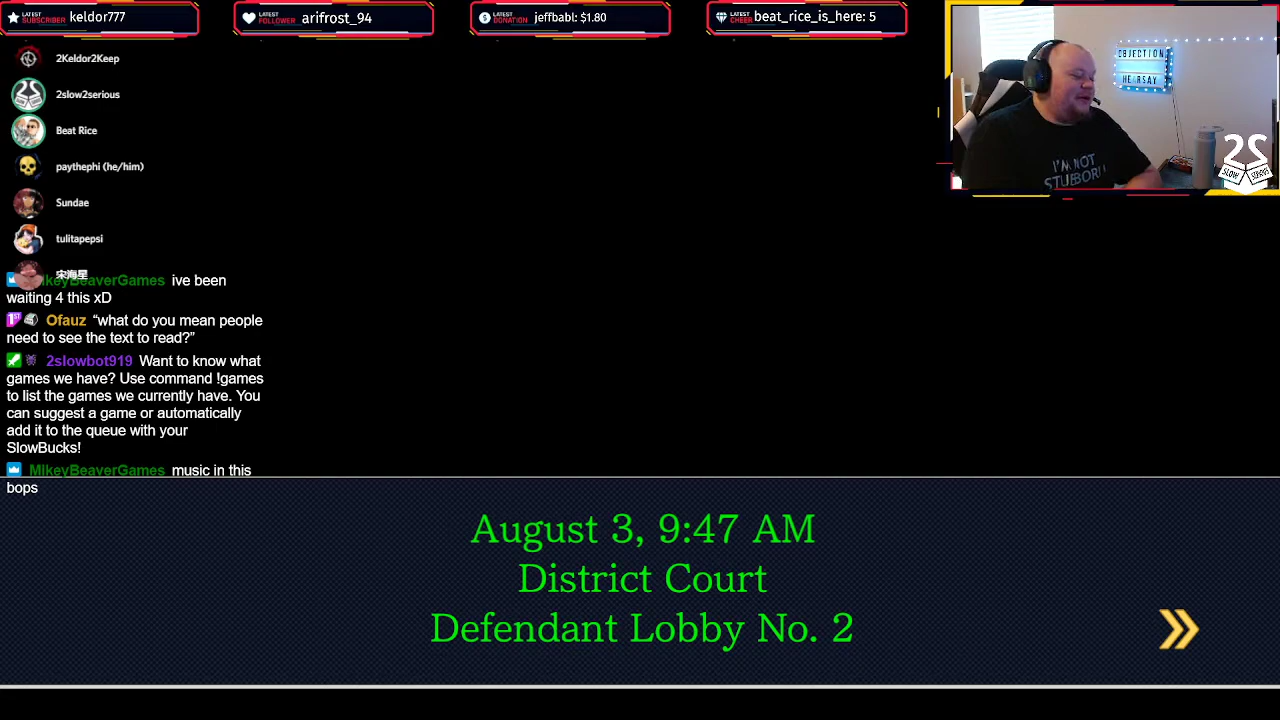 LATEST SUBSCRIBER keldor777
LATEST FOLLOWER arifrost_94
LATEST DONATION jeffbabl: $1.80
LATEST CHEER beat_rice_is_here: 5
OBJECTION
HEARSAY
I'M NOT
STUBBORN
2S
SLOW SERIOUS
2Keldor2Keep
2slow2serious
Beat Rice
paythephi (he/him)
Sundae
tulitapepsi
宋海星
MikeyBeaverGames ive been
waiting 4 this xD
Ofauz “what do you mean people
need to see the text to read?”
2slowbot919 Want to know what
games we have? Use command !games
to list the games we currently have. You
can suggest a game or automatically
add it to the queue with your
SlowBucks!
MikeyBeaverGames music in this
bops
August 3, 9:47 AM
District Court
Defendant Lobby No. 2